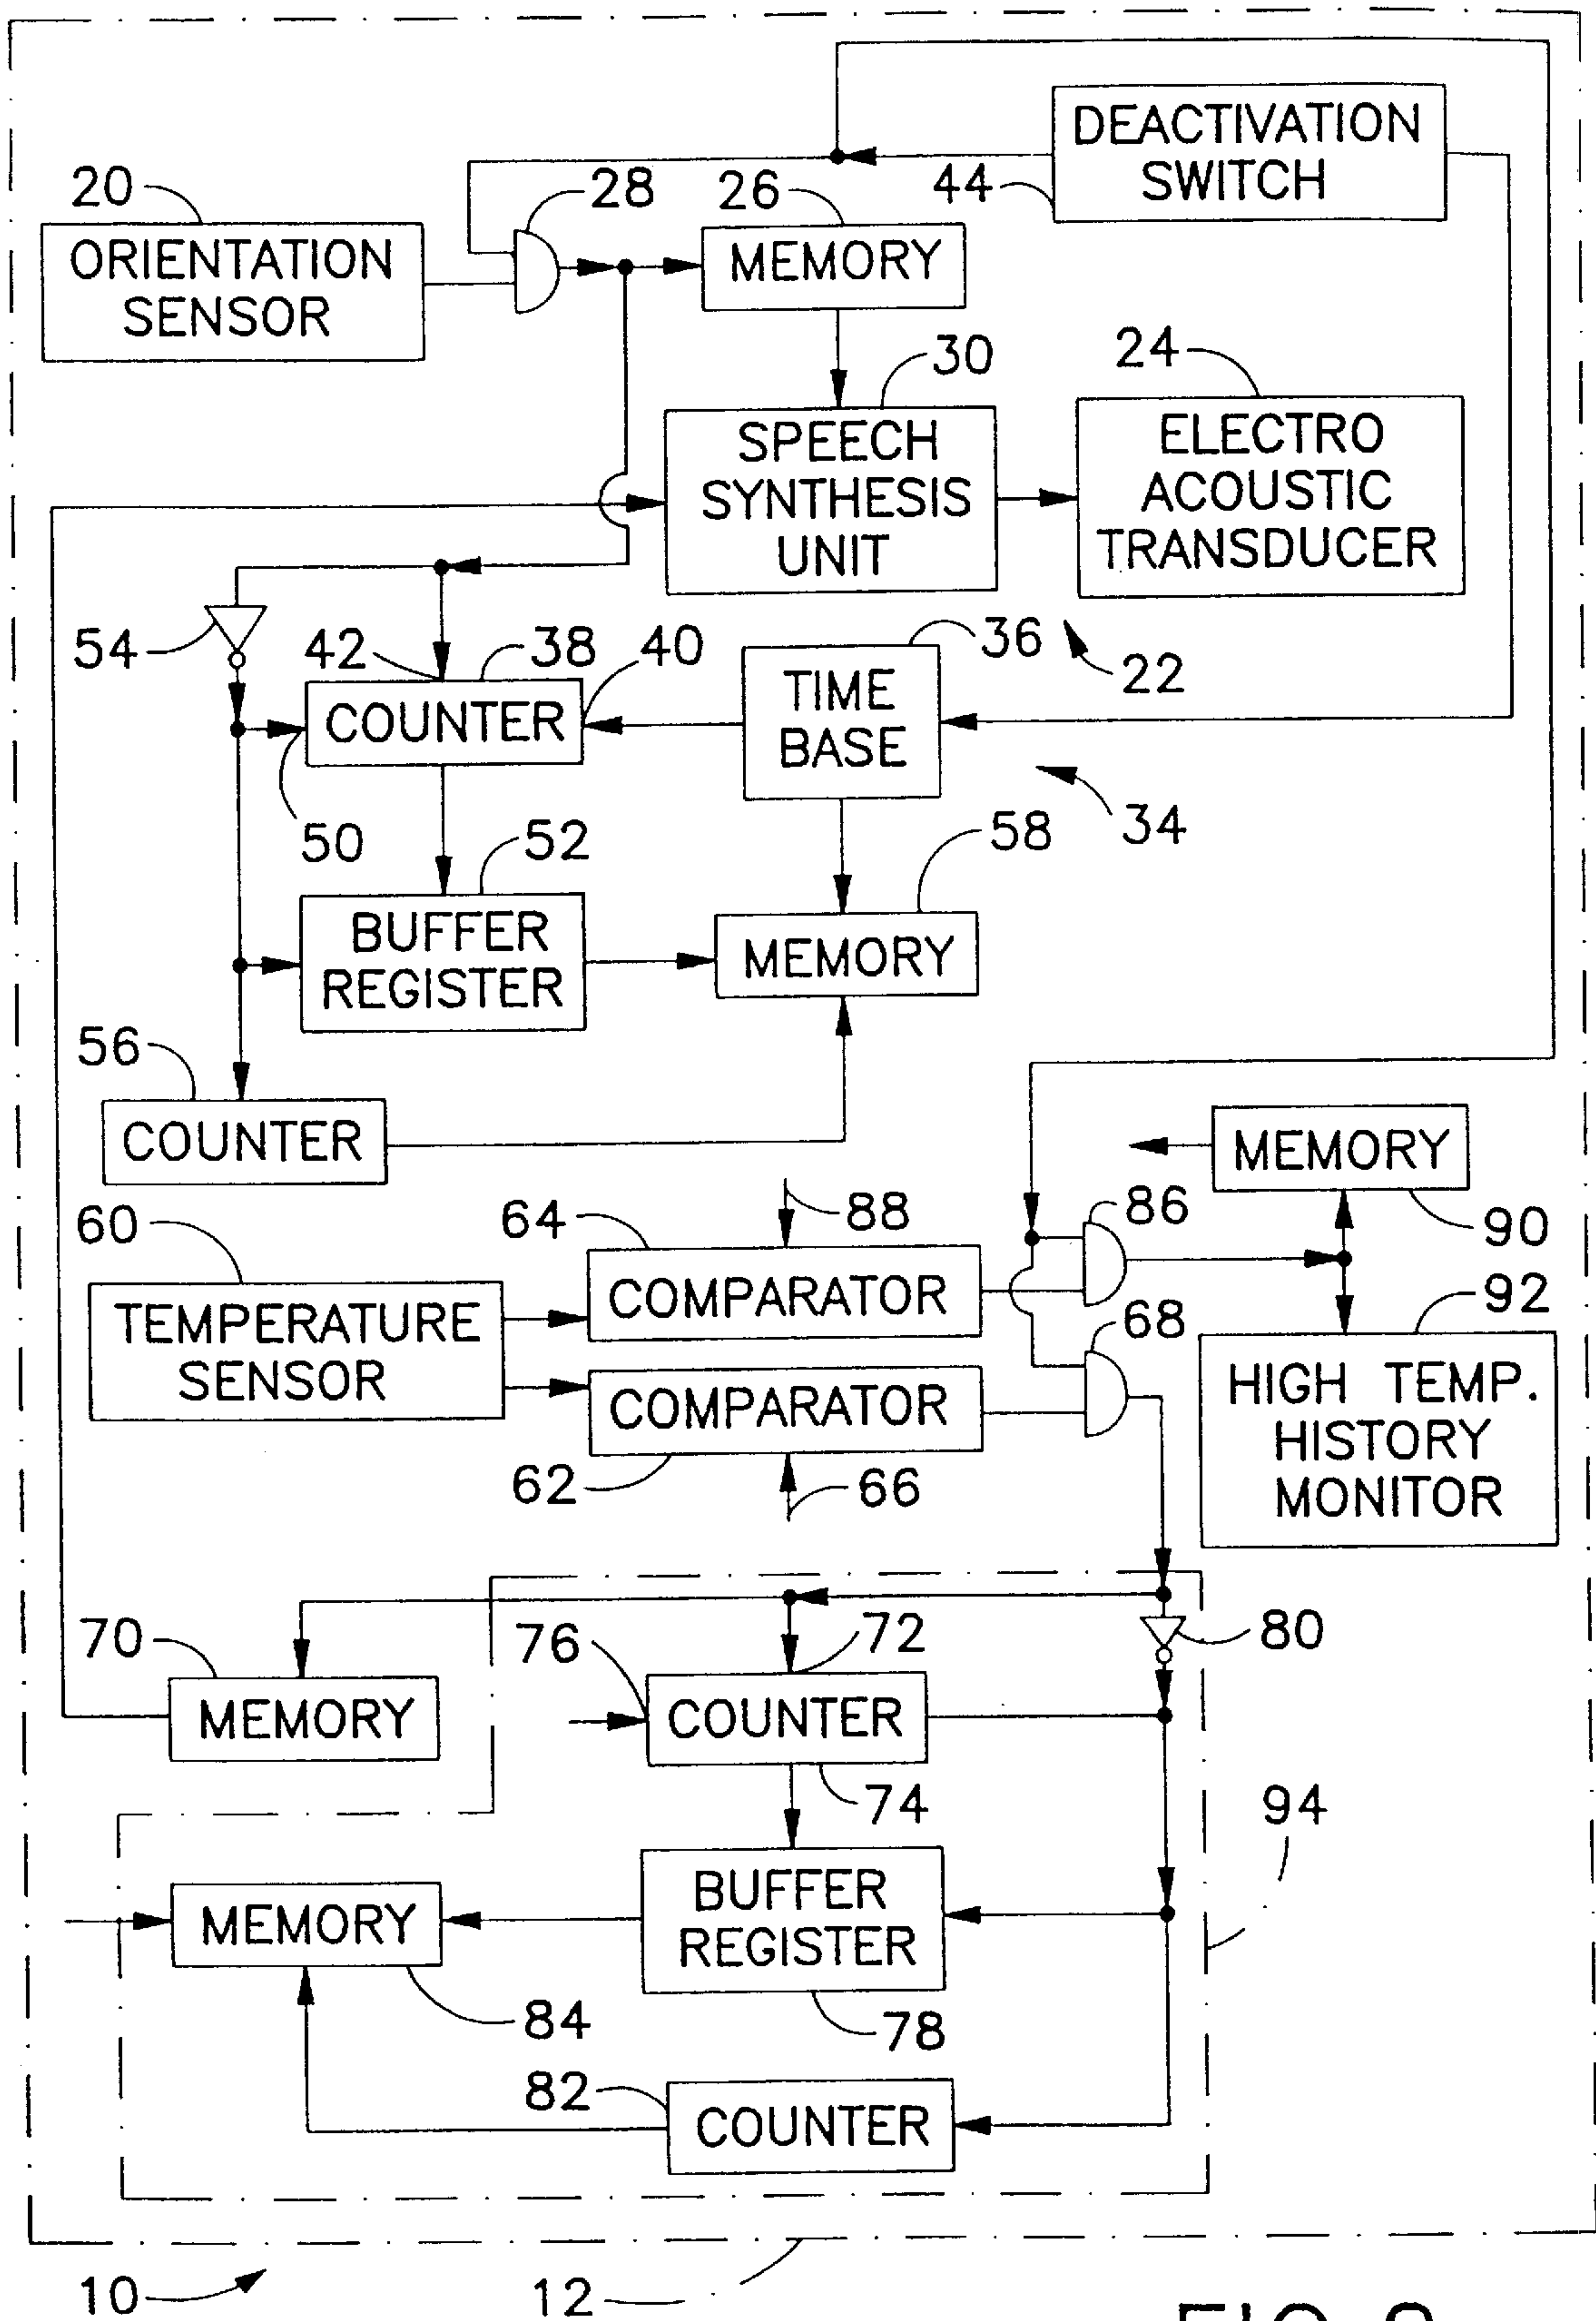 DEACTIVATION
SWITCH
44
20
28
26
ORIENTATION
SENSOR
MEMORY
30
24
SPEECH
SYNTHESIS
UNIT
ELECTRO
ACOUSTIC
TRANSDUCER
54
42
38
40
36
22
COUNTER
TIME
BASE
50
52
58
34
BUFFER
REGISTER
MEMORY
56
COUNTER
MEMORY
60
64
88
86
90
TEMPERATURE
SENSOR
COMPARATOR
92
68
COMPARATOR
HIGH TEMP.
HISTORY
MONITOR
62
66
70
76
72
80
MEMORY
COUNTER
74
94
MEMORY
BUFFER
REGISTER
84
78
82
COUNTER
10
12